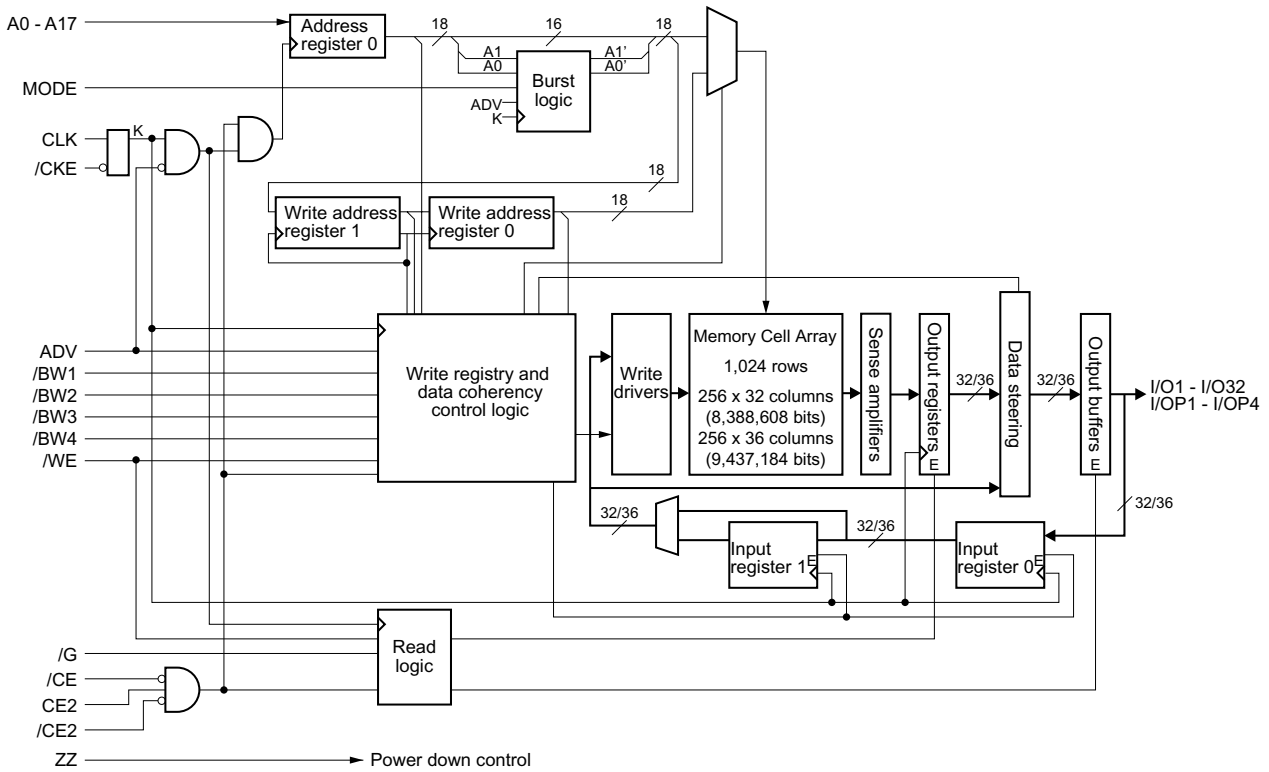 A0 - A17
Address
register 0
18
16
18
A1
A0
A1'
A0'
MODE
Burst
logic
ADV
K
CLK
K
/CKE
18
Write address
register 1
Write address
register 0
18
ADV
/BW1
/BW2
/BW3
/BW4
/WE
Write registry and
data coherency
control logic
Write
drivers
Memory Cell Array
1,024 rows
256 x 32 columns
(8,388,608 bits)
256 x 36 columns
(9,437,184 bits)
Sense amplifiers
Output registers
E
32/36
Data steering
32/36
Output buffers
E
I/O1 - I/O32
I/OP1 - I/OP4
32/36
32/36
Input
register 1
E
32/36
Input
register 0
E
Read
logic
/G
/CE
CE2
/CE2
ZZ
Power down control